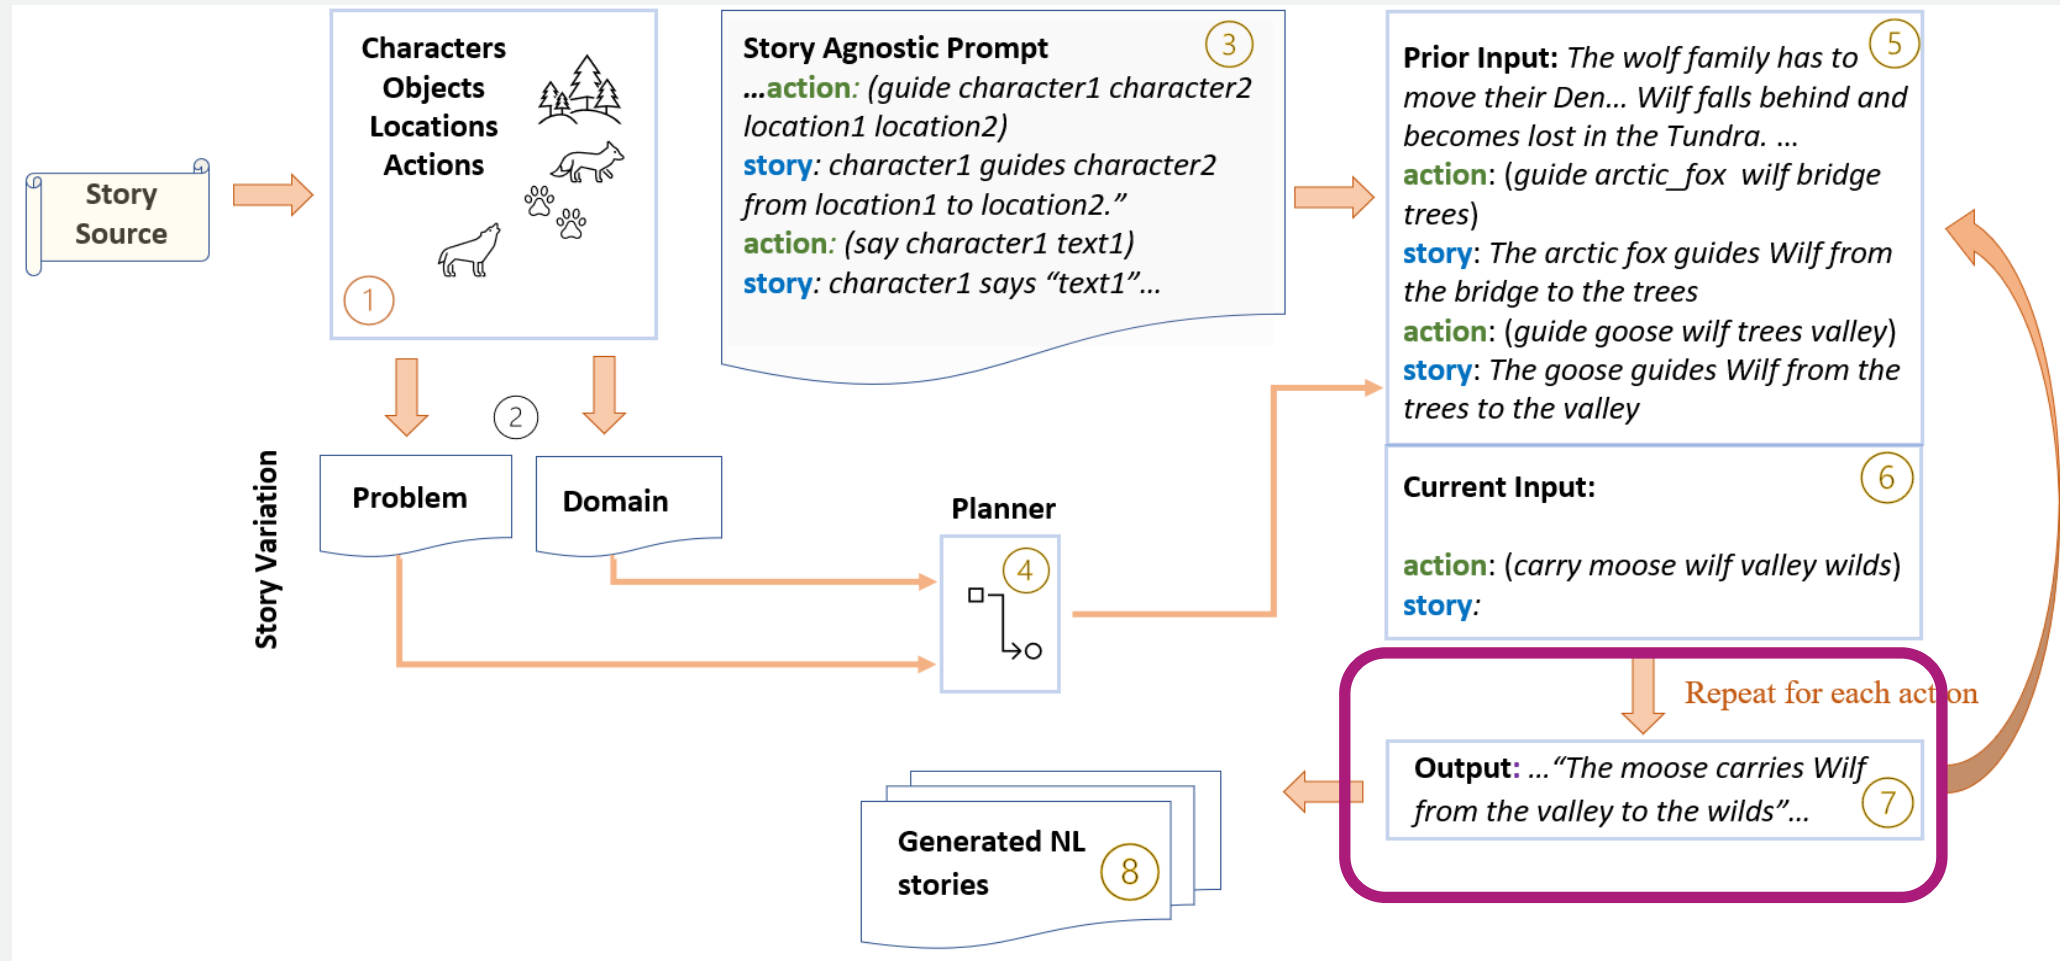 Story
Source
Characters
Objects
Locations
Actions
1
2
Story Variation
Problem
Domain
Story Agnostic Prompt
3
...action: (guide character1 character2
location1 location2)
story: character1 guides character2
from location1 to location2.”
action: (say character1 text1)
story: character1 says “text1”...
Planner
4
Prior Input: The wolf family has to
5
move their Den... Wilf falls behind and
becomes lost in the Tundra. ...
action: (guide arctic_fox wilf bridge
trees)
story: The arctic fox guides Wilf from
the bridge to the trees
action: (guide goose wilf trees valley)
story: The goose guides Wilf from the
trees to the valley
Current Input:
6
action: (carry moose wilf valley wilds)
story:
Repeat for each action
Output: ...“The moose carries Wilf
from the valley to the wilds”...
7
Generated NL
stories
8